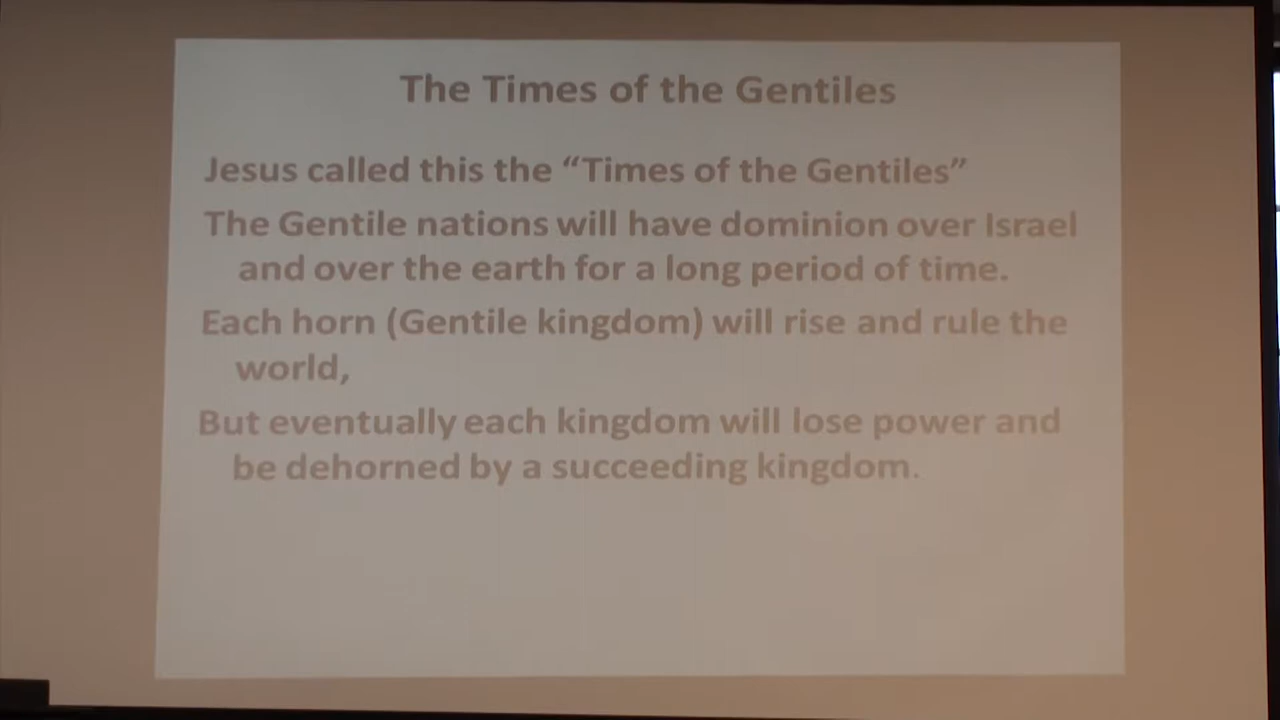 The Times of the Gentiles
Jesus called this the “Times of the Gentiles”
The Gentile nations will have dominion over Israel
and over the earth for a long period of time.
Each horn (Gentile kingdom) will rise and rule the
world,
But eventually each kingdom will lose power and
be dehorned by a succeeding kingdom.